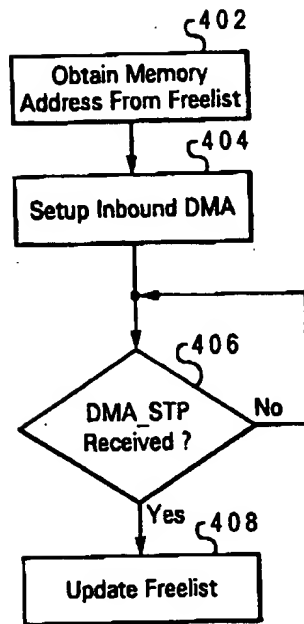 402
Obtain Memory
Address From Freelist
404
Setup Inbound DMA
406
DMA_STP
Received ?
No
Yes
408
Update Freelist